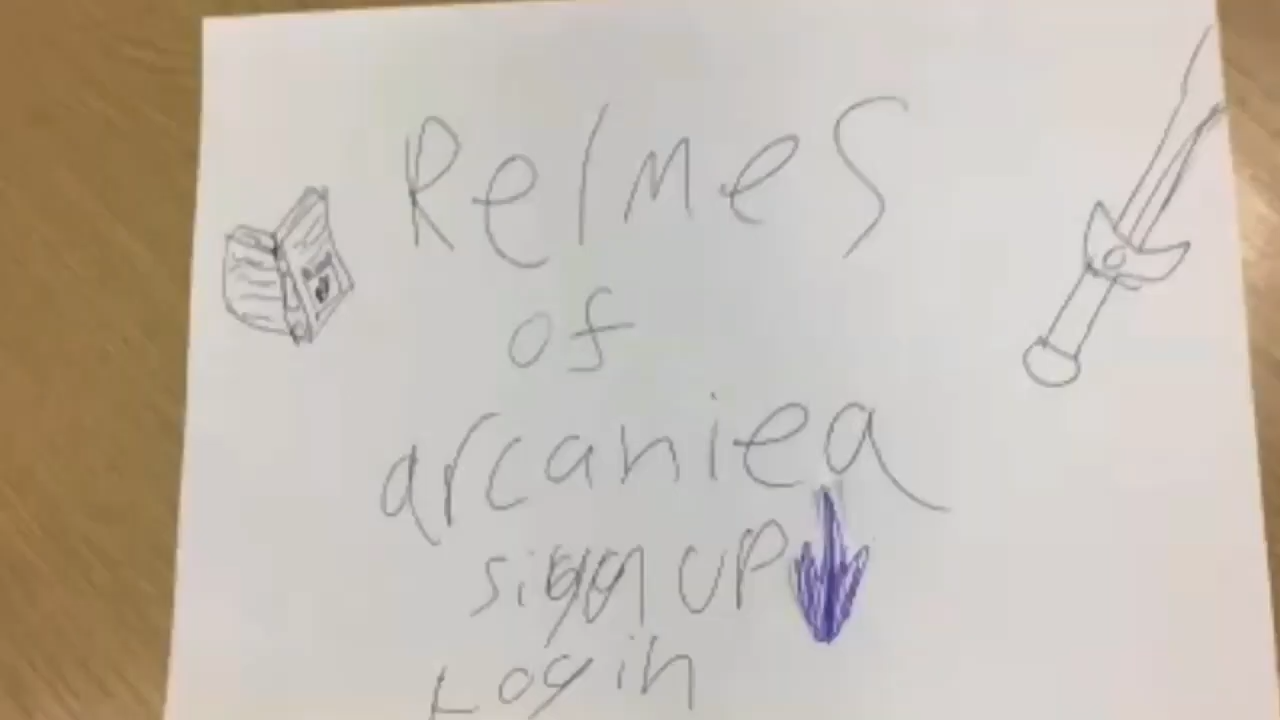 Relmes
of
arcaniea
sign up
Login